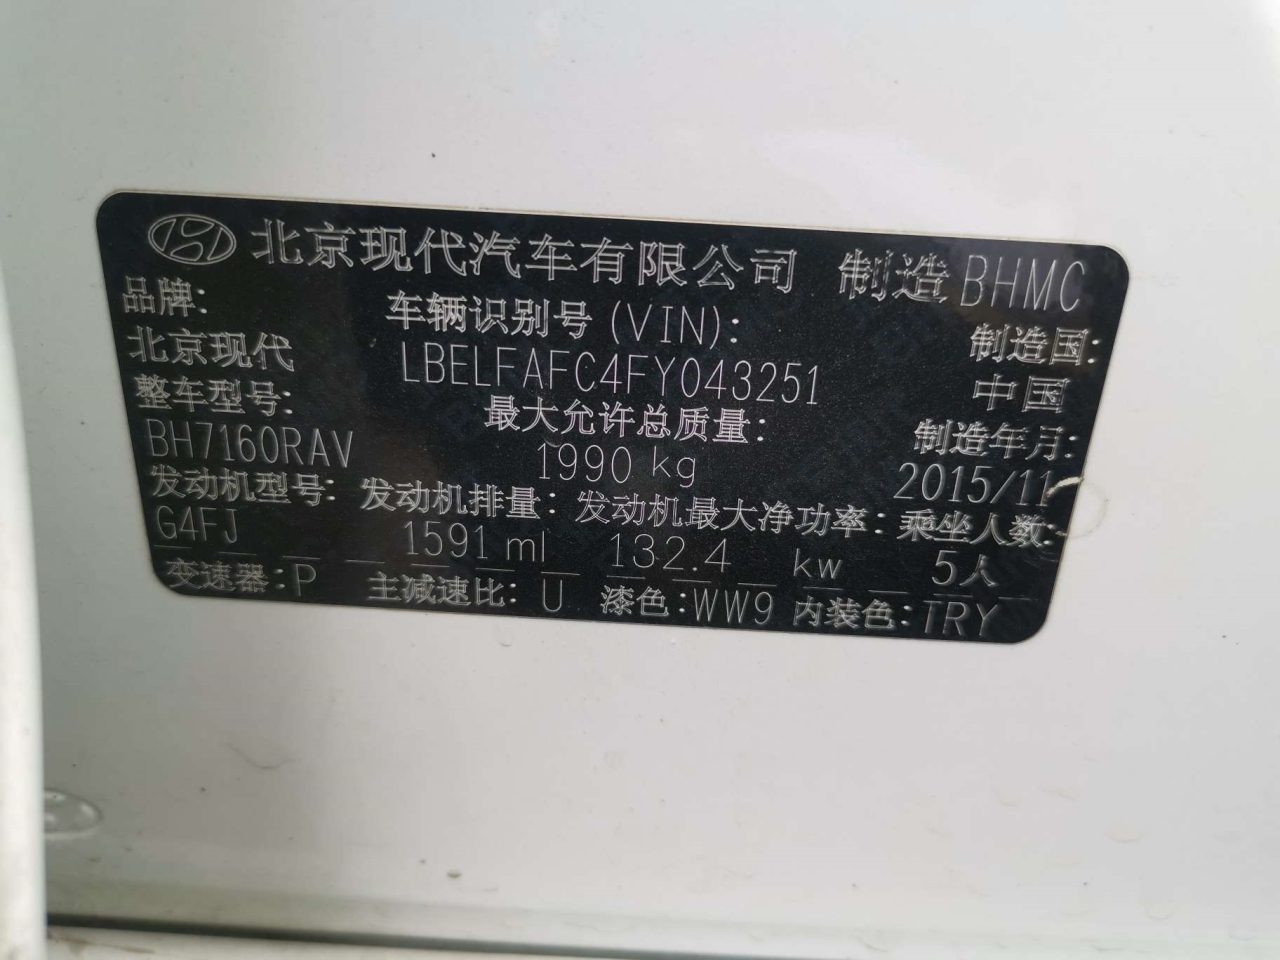 北京现代汽车有限公司 制造 BHMC
品牌: 车辆识别号(VIN): 制造国:
北京现代 LBELFAFC4FY043251 中国
整车型号: 最大允许总质量: 制造年月:
BH7160RAV 1990 kg 2015/11
发动机型号: 发动机排量: 发动机最大净功率: 乘坐人数:
G4FJ 1591 ml 132.4 kw 5人
变速器: P 主减速比: U 漆色: WW9 内装色: TRY